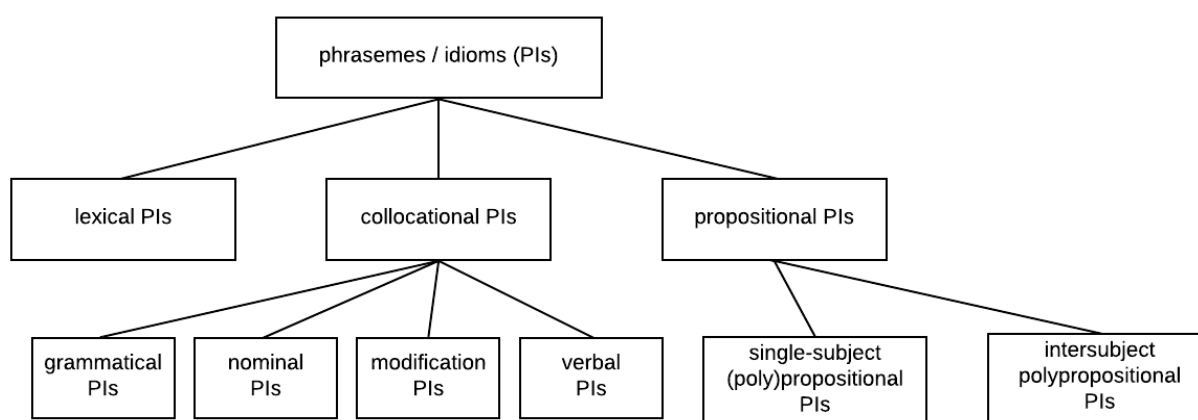 phrasemes / idioms (PIs)
lexical PIs
collocational PIs
propositional PIs
grammatical
PIs
nominal
PIs
modification
PIs
verbal
PIs
single-subject
(poly)propositional
PIs
intersubject
polypropositional
PIs